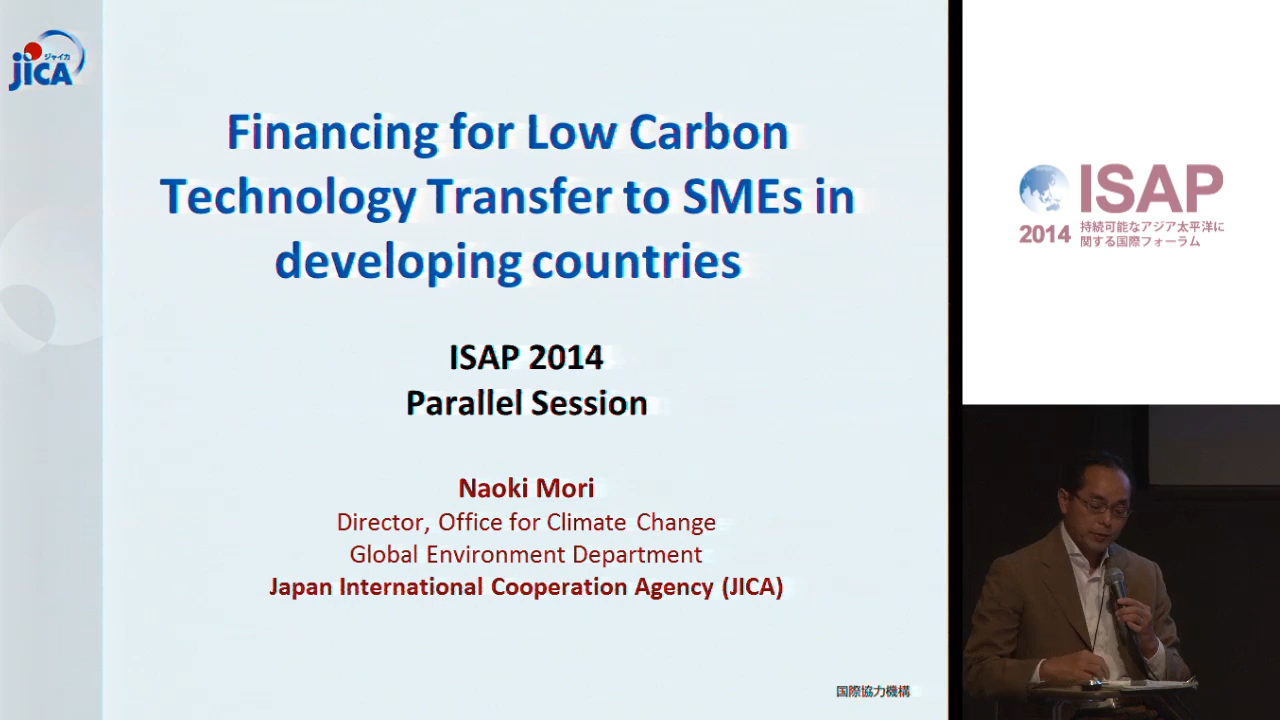 ジャイカ
JICA
Financing for Low Carbon
Technology Transfer to SMEs in
developing countries
ISAP 2014
Parallel Session
Naoki Mori
Director, Office for Climate Change
Global Environment Department
Japan International Cooperation Agency (JICA)
国際協力機構
ISAP
2014
持続可能なアジア太平洋に
関する国際フォーラム